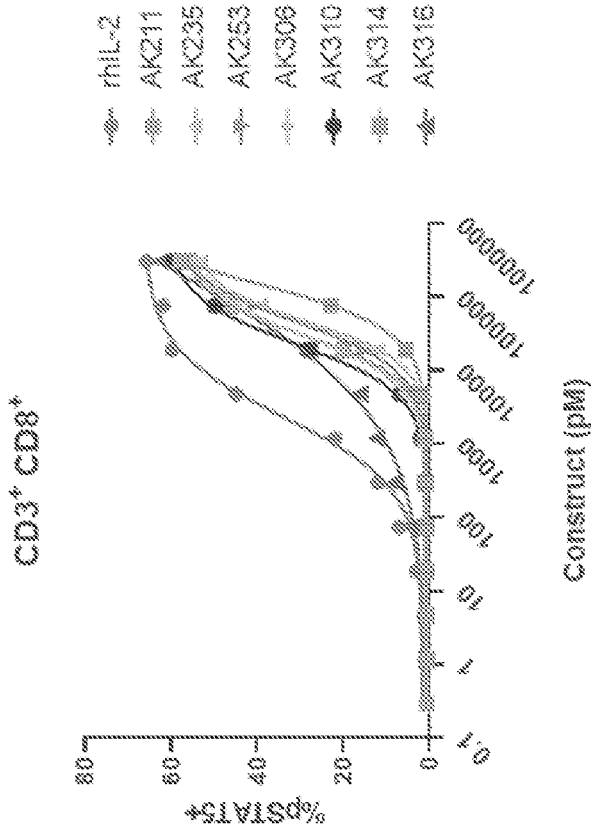 CD3⁺ CD8⁺
%pSTAT5+
80
60
40
20
0
0.1
1
10
100
1000
10000
100000
1000000
Construct (pM)
rhIL-2
AK211
AK235
AK253
AK306
AK310
AK314
AK316